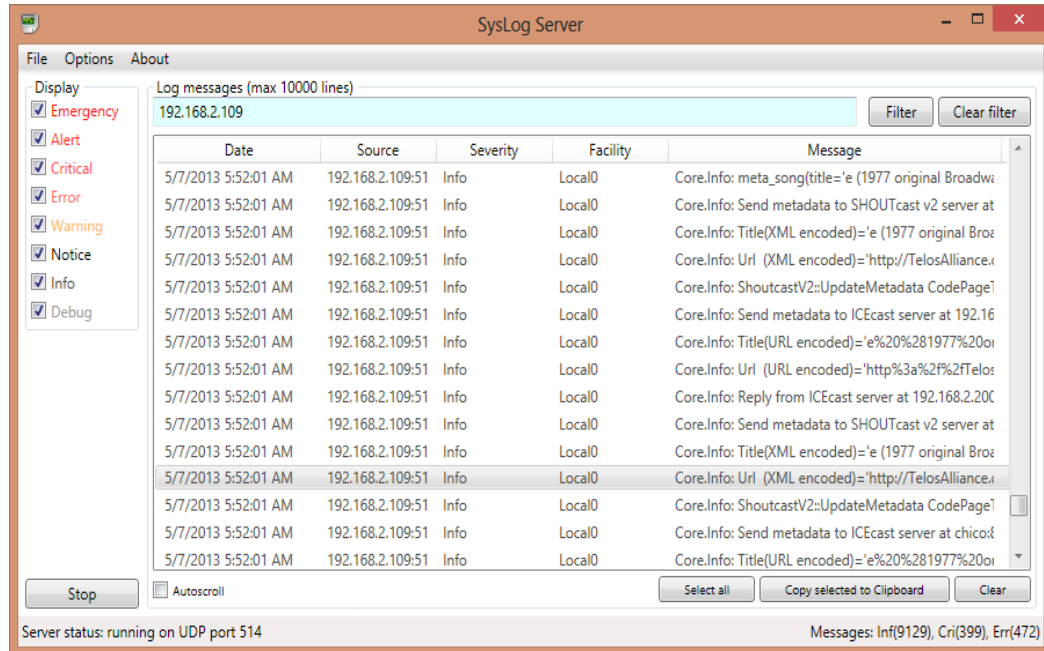 SysLog Server
File Options About
Display
Emergency
Alert
Critical
Error
Warning
Notice
Info
Debug
Stop
Log messages (max 10000 lines)
192.168.2.109 Filter Clear filter
Date Source Severity Facility Message
5/7/2013 5:52:01 AM 192.168.2.109:51 Info Local0 Core.Info: meta_song(title='e (1977 original Broadwa
5/7/2013 5:52:01 AM 192.168.2.109:51 Info Local0 Core.Info: Send metadata to SHOUTcast v2 server at
5/7/2013 5:52:01 AM 192.168.2.109:51 Info Local0 Core.Info: Title(XML encoded)='e (1977 original Broa
5/7/2013 5:52:01 AM 192.168.2.109:51 Info Local0 Core.Info: Url (XML encoded)='http://TelosAlliance.
5/7/2013 5:52:01 AM 192.168.2.109:51 Info Local0 Core.Info: ShoutcastV2::UpdateMetadata CodePage
5/7/2013 5:52:01 AM 192.168.2.109:51 Info Local0 Core.Info: Send metadata to ICEcast server at 192.16
5/7/2013 5:52:01 AM 192.168.2.109:51 Info Local0 Core.Info: Title(URL encoded)='e%20%281977%20or
5/7/2013 5:52:01 AM 192.168.2.109:51 Info Local0 Core.Info: Url (URL encoded)='http%3a%2f%2fTelos
5/7/2013 5:52:01 AM 192.168.2.109:51 Info Local0 Core.Info: Reply from ICEcast server at 192.168.2.200
5/7/2013 5:52:01 AM 192.168.2.109:51 Info Local0 Core.Info: Send metadata to SHOUTcast v2 server at
5/7/2013 5:52:01 AM 192.168.2.109:51 Info Local0 Core.Info: Title(XML encoded)='e (1977 original Broa
5/7/2013 5:52:01 AM 192.168.2.109:51 Info Local0 Core.Info: Url (XML encoded)='http://TelosAlliance.
5/7/2013 5:52:01 AM 192.168.2.109:51 Info Local0 Core.Info: ShoutcastV2::UpdateMetadata CodePage
5/7/2013 5:52:01 AM 192.168.2.109:51 Info Local0 Core.Info: Send metadata to ICEcast server at chico:8
5/7/2013 5:52:01 AM 192.168.2.109:51 Info Local0 Core.Info: Title(URL encoded)='e%20%281977%20or
Autoscroll Select all Copy selected to Clipboard Clear
Server status: running on UDP port 514 Messages: Inf(9129), Cri(399), Err(472)